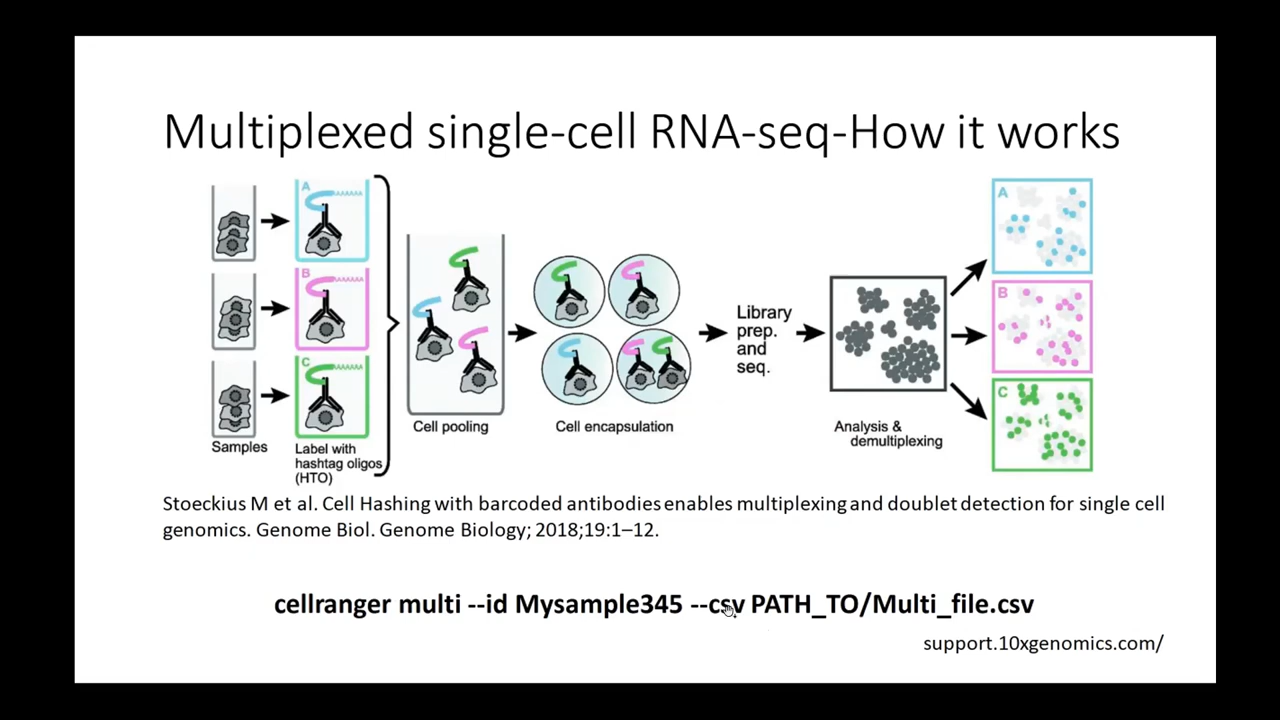 Multiplexed single-cell RNA-seq-How it works
A
B
C
Samples
Label with
hashtag oligos
(HTO)
Cell pooling
Cell encapsulation
Library
prep.
and
seq.
Analysis &
demultiplexing
A
B
C
Stoeckius M et al. Cell Hashing with barcoded antibodies enables multiplexing and doublet detection for single cell
genomics. Genome Biol. Genome Biology; 2018;19:1–12.
cellranger multi --id Mysample345 --csv PATH_TO/Multi_file.csv
support.10xgenomics.com/